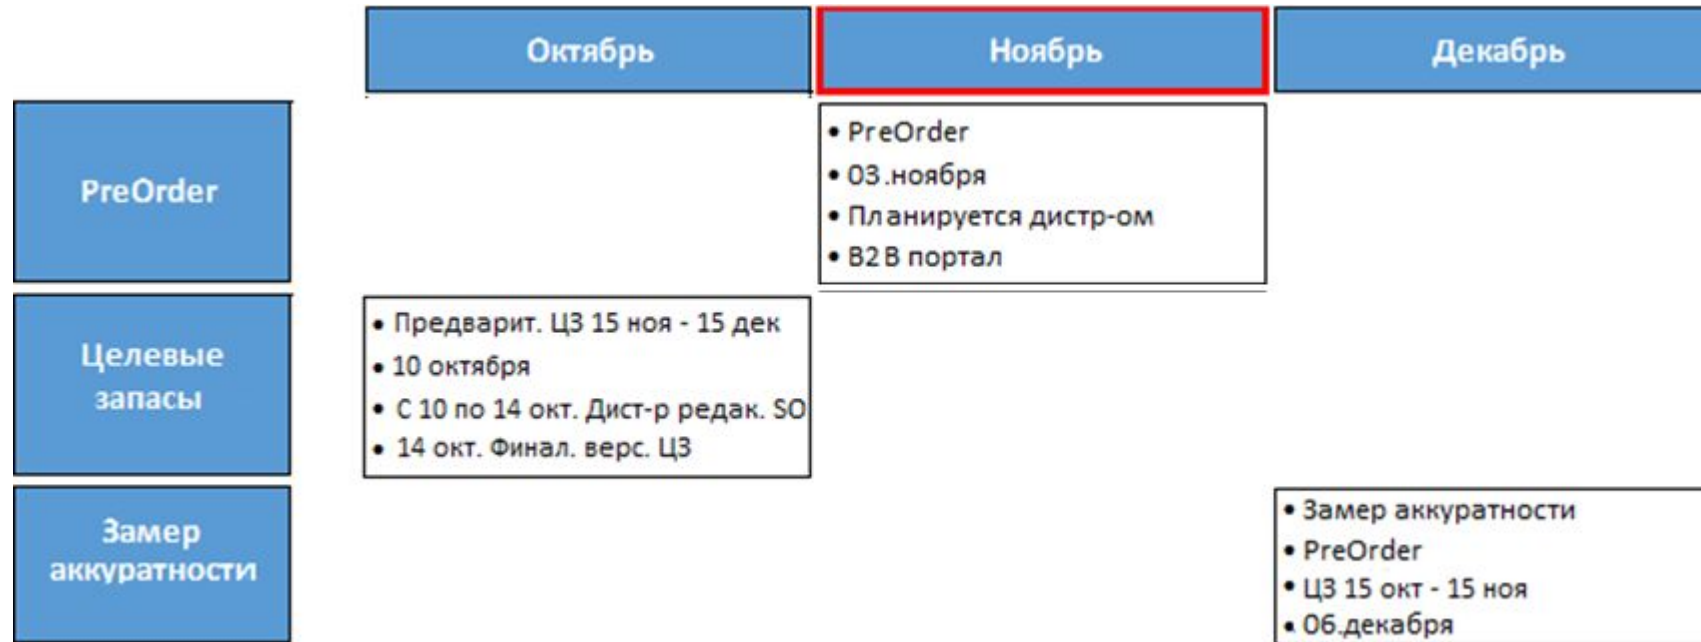 Октябрь
Ноябрь
Декабрь
PreOrder
• PreOrder
• 03.ноября
• Планируется дистр-ом
• B2B портал
Целевые
запасы
• Предварит. ЦЗ 15 ноя - 15 дек
• 10 октября
• С 10 по 14 окт. Дист-р редак. SO
• 14 окт. Финал. верс. ЦЗ
Замер
аккуратности
• Замер аккуратности
• PreOrder
• ЦЗ 15 окт - 15 ноя
• 06.декабря